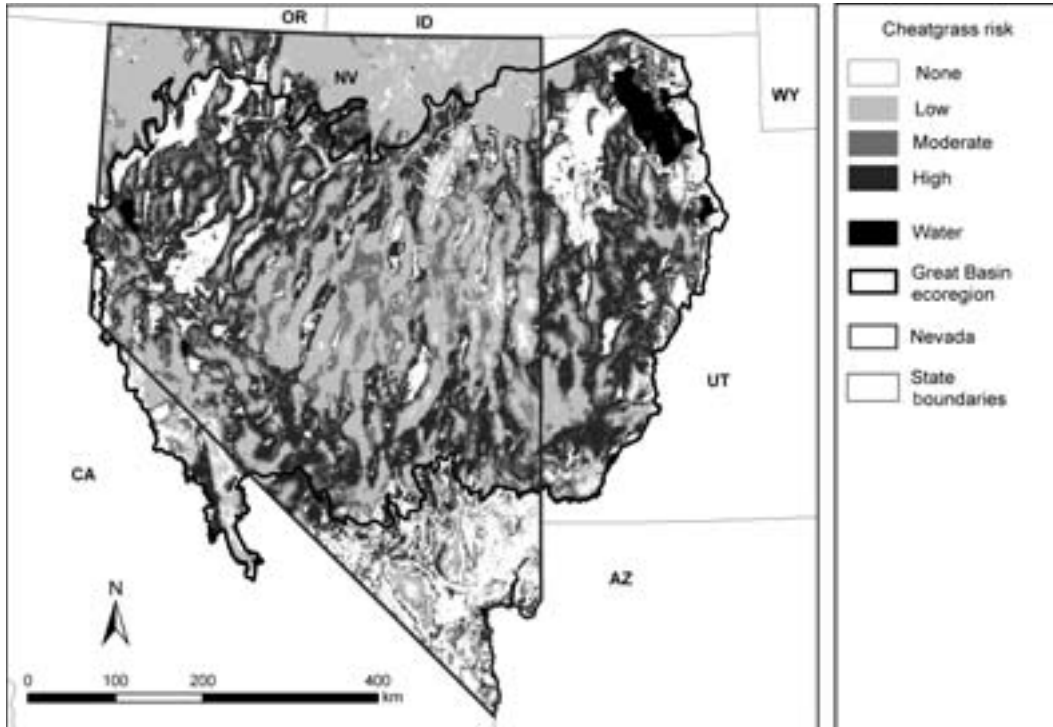 OR
ID
NV
WY
UT
CA
AZ
N
0 100 200 400
km
Cheatgrass risk
None
Low
Moderate
High
Water
Great Basin
ecoregion
Nevada
State
boundaries